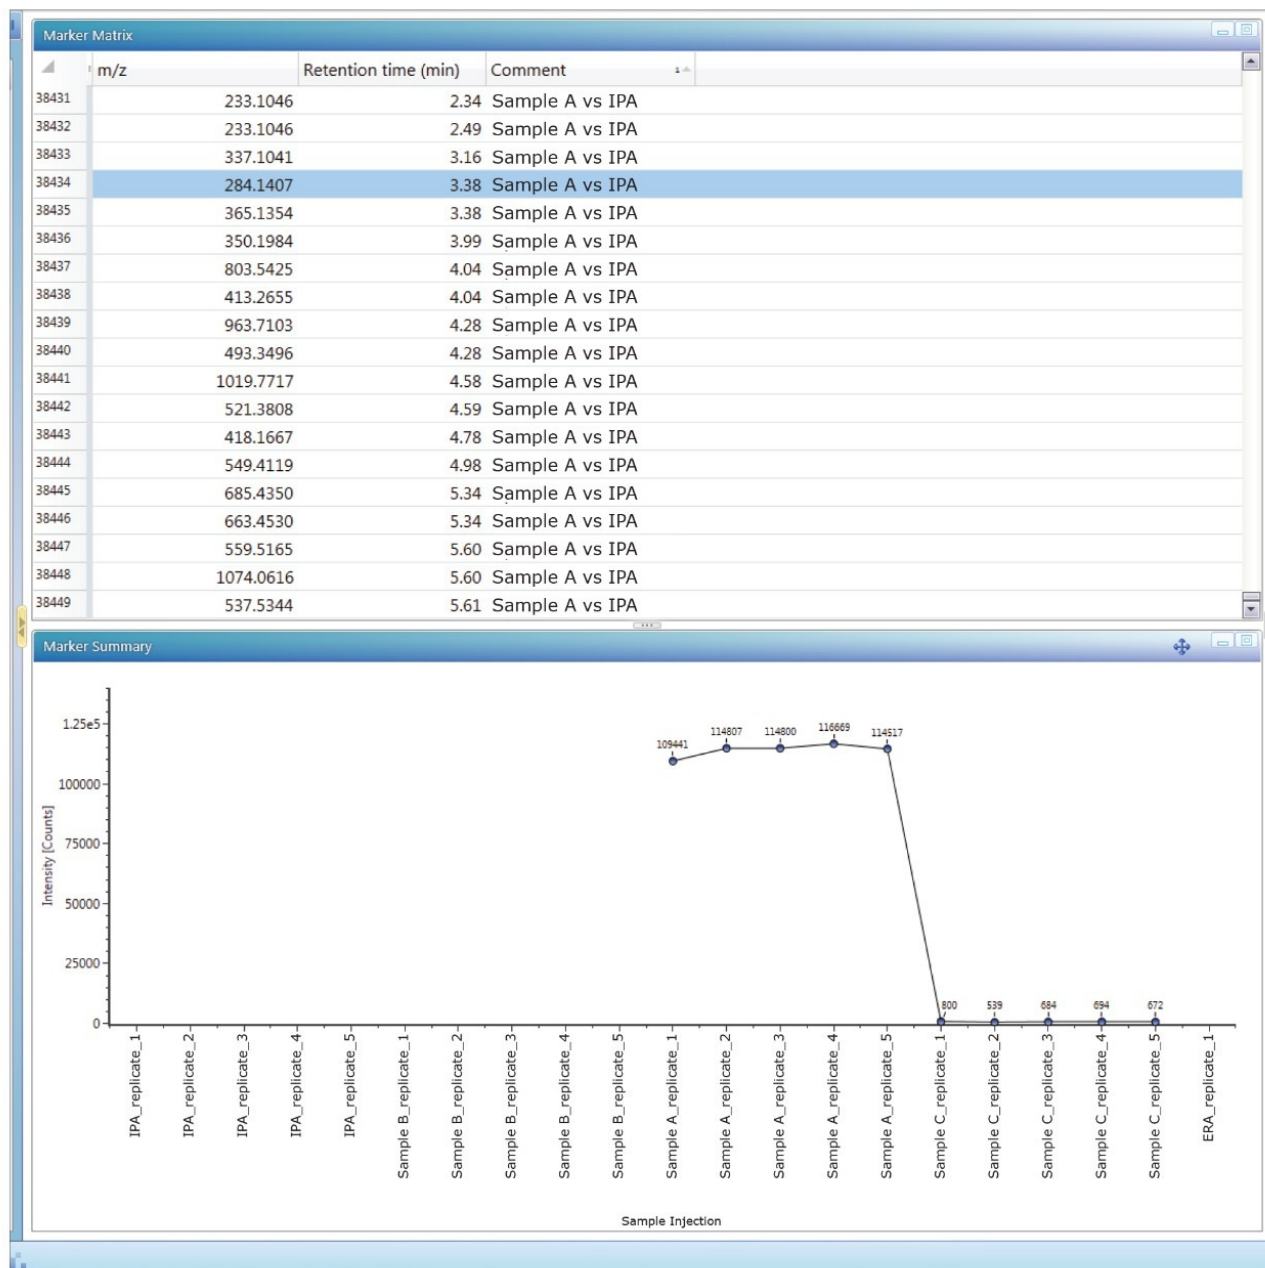 Marker Matrix
m/z Retention time (min) Comment 1
38431 233.1046 2.34 Sample A vs IPA
38432 233.1046 2.49 Sample A vs IPA
38433 337.1041 3.16 Sample A vs IPA
38434 284.1407 3.38 Sample A vs IPA
38435 365.1354 3.38 Sample A vs IPA
38436 350.1984 3.99 Sample A vs IPA
38437 803.5425 4.04 Sample A vs IPA
38438 413.2655 4.04 Sample A vs IPA
38439 963.7103 4.28 Sample A vs IPA
38440 493.3496 4.28 Sample A vs IPA
38441 1019.7717 4.58 Sample A vs IPA
38442 521.3808 4.59 Sample A vs IPA
38443 418.1667 4.78 Sample A vs IPA
38444 549.4119 4.98 Sample A vs IPA
38445 685.4350 5.34 Sample A vs IPA
38446 663.4530 5.34 Sample A vs IPA
38447 559.5165 5.60 Sample A vs IPA
38448 1074.0616 5.60 Sample A vs IPA
38449 537.5344 5.61 Sample A vs IPA
Marker Summary
Intensity [Counts]
1.25e5
100000
75000
50000
25000
0
109441 114807 114800 116669 114517
800 539 684 694 672
IPA_replicate_1
IPA_replicate_2
IPA_replicate_3
IPA_replicate_4
IPA_replicate_5
Sample B_replicate_1
Sample B_replicate_2
Sample B_replicate_3
Sample B_replicate_4
Sample B_replicate_5
Sample A_replicate_1
Sample A_replicate_2
Sample A_replicate_3
Sample A_replicate_4
Sample A_replicate_5
Sample C_replicate_1
Sample C_replicate_2
Sample C_replicate_3
Sample C_replicate_4
Sample C_replicate_5
ERA_replicate_1
Sample Injection